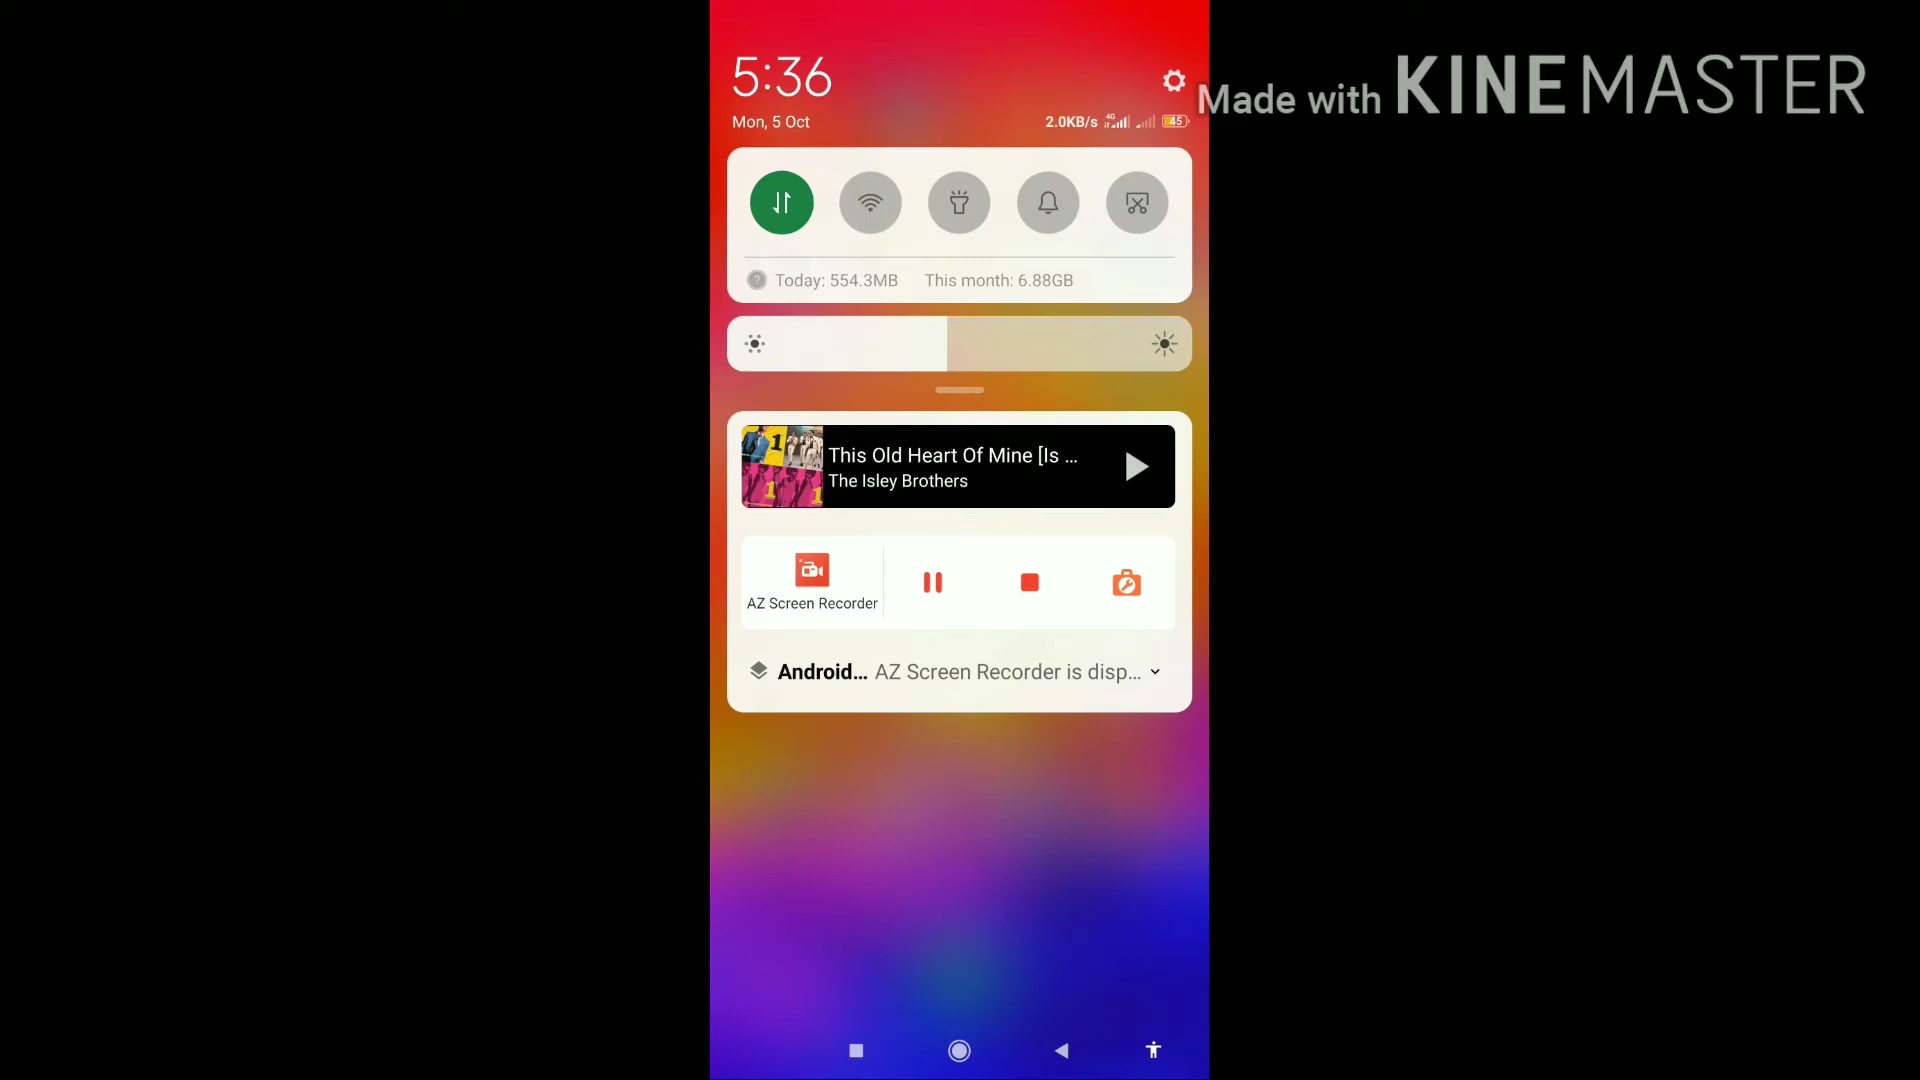 5:36
Made with KINEMASTER
Mon, 5 Oct
2.0KB/s 4G 45
Today: 554.3MB This month: 6.88GB
This Old Heart Of Mine [Is ...
The Isley Brothers
AZ Screen Recorder
Android... AZ Screen Recorder is disp...